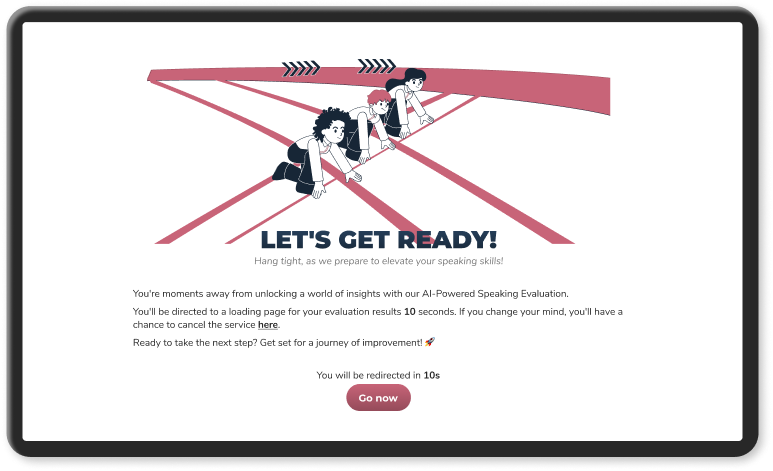 LET'S GET READY!
Hang tight, as we prepare to elevate your speaking skills!
You're moments away from unlocking a world of insights with our AI-Powered Speaking Evaluation.
You'll be directed to a loading page for your evaluation results 10 seconds. If you change your mind, you'll have a
chance to cancel the service here.
Ready to take the next step? Get set for a journey of improvement! 🚀
You will be redirected in 10s
Go now